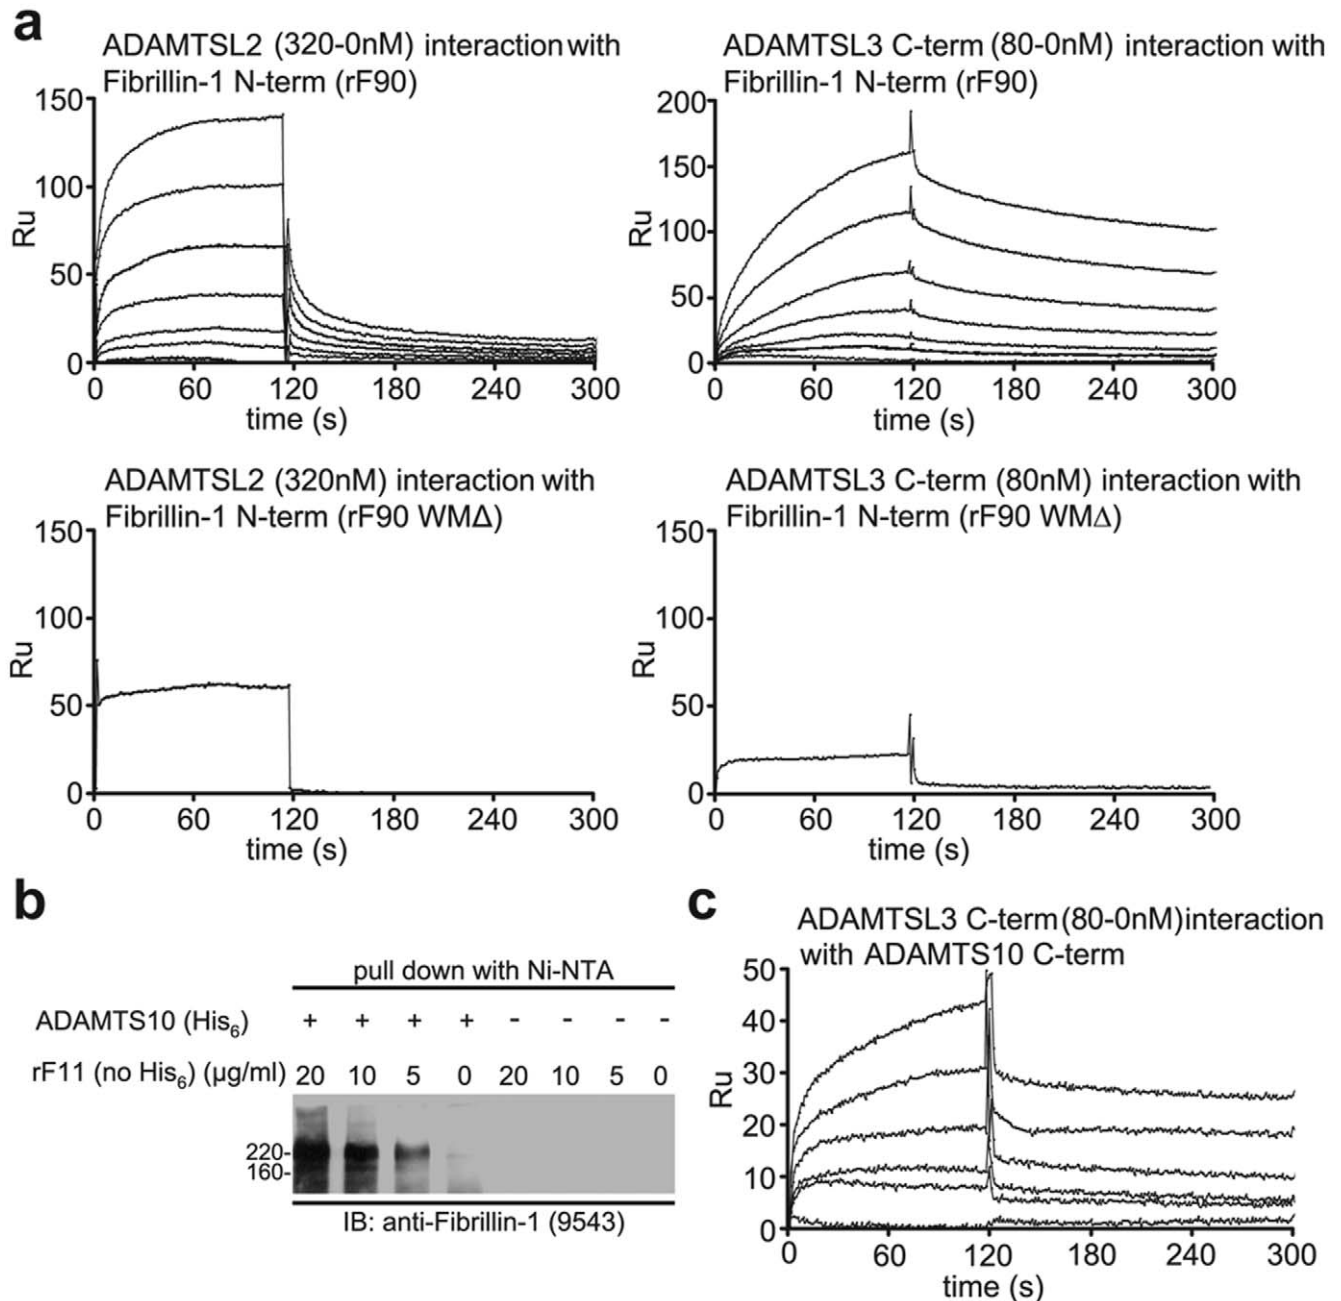 a
ADAMTSL2 (320-0nM) interaction with
Fibrillin-1 N-term (rF90)
150
100
50
0
Ru
0 60 120 180 240 300
time (s)
ADAMTSL3 C-term (80-0nM) interaction with
Fibrillin-1 N-term (rF90)
200
150
100
50
0
Ru
0 60 120 180 240 300
time (s)
ADAMTSL2 (320nM) interaction with
Fibrillin-1 N-term (rF90 WMΔ)
150
100
50
0
Ru
0 60 120 180 240 300
time (s)
ADAMTSL3 C-term (80nM) interaction with
Fibrillin-1 N-term (rF90 WMΔ)
150
100
50
0
Ru
0 60 120 180 240 300
time (s)
b
pull down with Ni-NTA
ADAMTS10 (His₆) + + + + - - - -
rF11 (no His₆) (µg/ml) 20 10 5 0 20 10 5 0
220-
160-
IB: anti-Fibrillin-1 (9543)
c
ADAMTSL3 C-term (80-0nM) interaction
with ADAMTS10 C-term
50
40
30
20
10
0
Ru
0 60 120 180 240 300
time (s)